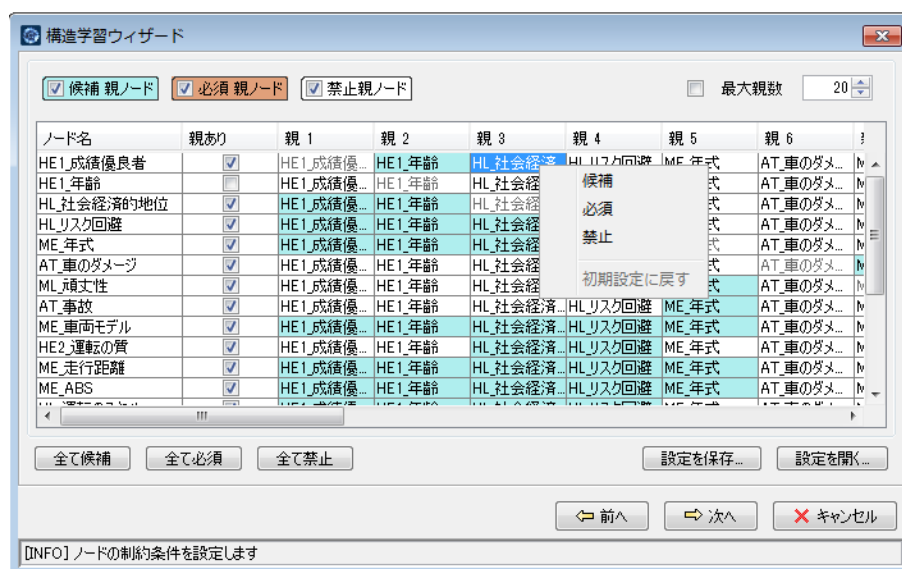 構造学習ウィザード
候補 親ノード 必須 親ノード 禁止親ノード 最大親数 20
ノード名 親あり 親 1 親 2 親 3 親 4 親 5 親 6
HE1_成績優良者 HE1_成績優... HE1_年齢 HL_社会経済... HL_リスク回避 ME_年式 AT_車のダメ... M
HE1_年齢 HE1_成績優... HE1_年齢 HL_社会経 式 AT_車のダメ... M
HL_社会経済的地位 HE1_成績優... HE1_年齢 HL_社会経 式 AT_車のダメ... M
HL_リスク回避 HE1_成績優... HE1_年齢 HL_社会経 式 AT_車のダメ... M
ME_年式 HE1_成績優... HE1_年齢 HL_社会経 式 AT_車のダメ... M
AT_車のダメージ HE1_成績優... HE1_年齢 HL_社会経 式 AT_車のダメ... M
ML_頑丈性 HE1_成績優... HE1_年齢 HL_社会経 式 AT_車のダメ... M
AT_事故 HE1_成績優... HE1_年齢 HL_社会経済... HL_リスク回避 ME_年式 AT_車のダメ... M
ME_車両モデル HE1_成績優... HE1_年齢 HL_社会経済... HL_リスク回避 ME_年式 AT_車のダメ... M
HE2_運転の質 HE1_成績優... HE1_年齢 HL_社会経済... HL_リスク回避 ME_年式 AT_車のダメ... M
ME_走行距離 HE1_成績優... HE1_年齢 HL_社会経済... HL_リスク回避 ME_年式 AT_車のダメ... M
ME_ABS HE1_成績優... HE1_年齢 HL_社会経済... HL_リスク回避 ME_年式 AT_車のダメ... M
候補
必須
禁止
初期設定に戻す
全て候補 全て必須 全て禁止 設定を保存... 設定を開く...
前へ 次へ キャンセル
[INFO] ノードの制約条件を設定します